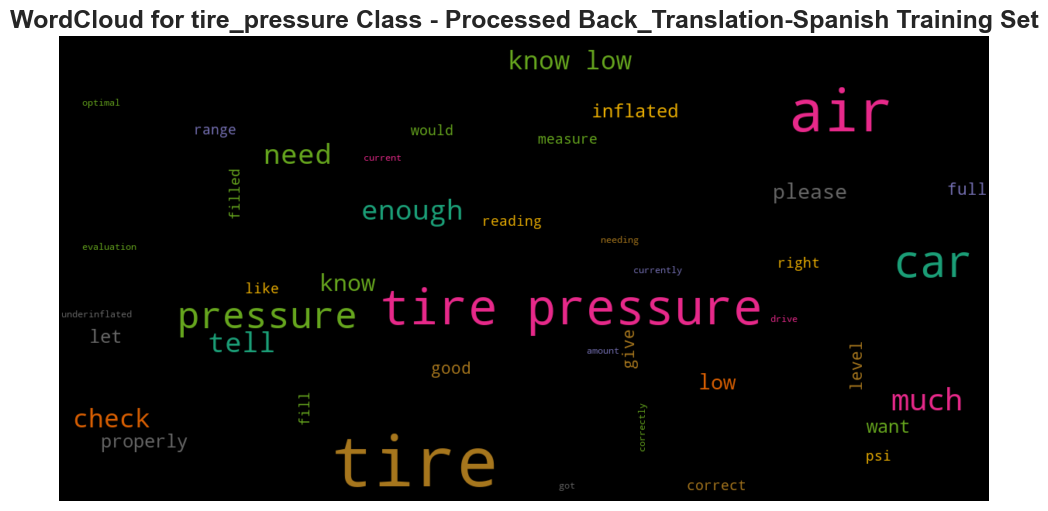 WordCloud for tire_pressure Class - Processed Back_Translation-Spanish Training Set
know low
optimal
air
inflated
range
would
measure
need
current
filled
please
full
enough
reading
needing
evaluation
car
right
currently
know
like
tire pressure
pressure
underinflated
drive
let
tell
give
amount
level
good
low
much
fill
check
correctly
want
properly
tire
psi
got
correct